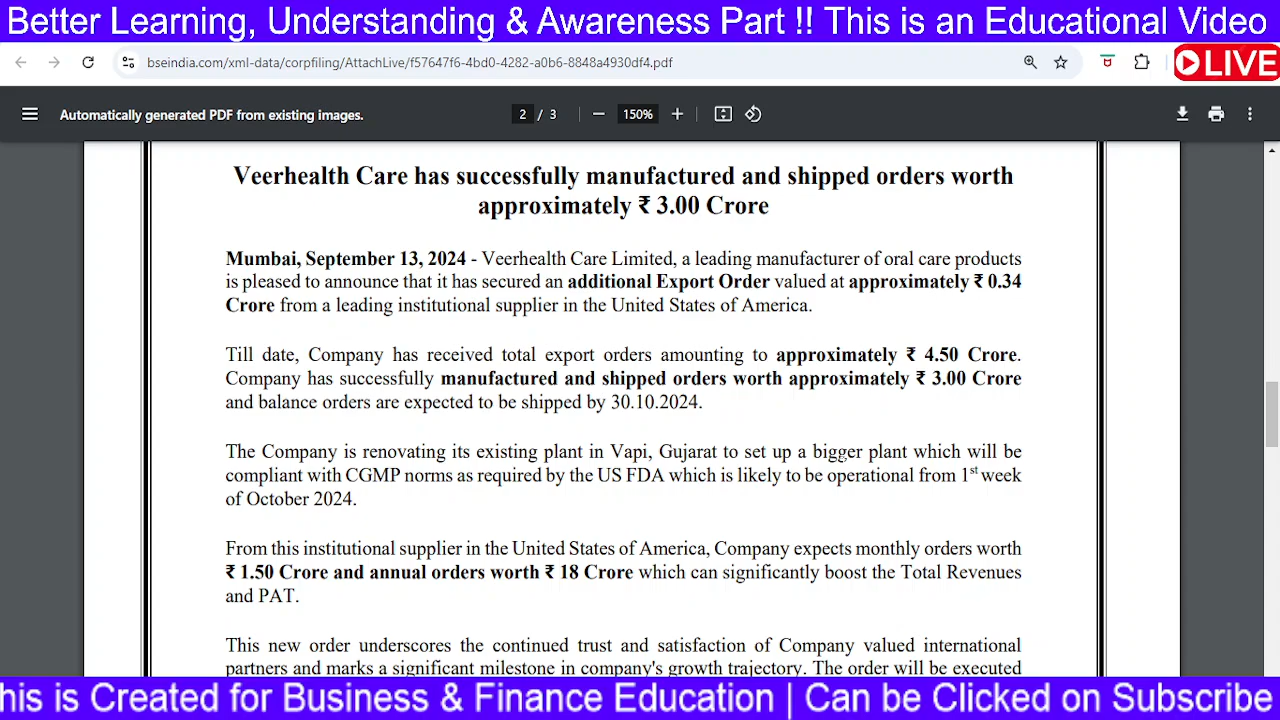 Better Learning, Understanding & Awareness Part !! This is an Educational Video
bseindia.com/xml-data/corpfiling/AttachLive/f57647f6-4bf0-4282-a0b6-8848a4930df4.pdf
LIVE
Automatically generated PDF from existing images.
2 / 3
150%
Veerhealth Care has successfully manufactured and shipped orders worth
approximately ₹ 3.00 Crore
Mumbai, September 13, 2024 - Veerhealth Care Limited, a leading manufacturer of oral care products
is pleased to announce that it has secured an additional Export Order valued at approximately ₹ 0.34
Crore from a leading institutional supplier in the United States of America.
Till date, Company has received total export orders amounting to approximately ₹ 4.50 Crore.
Company has successfully manufactured and shipped orders worth approximately ₹ 3.00 Crore
and balance orders are expected to be shipped by 30.10.2024.
The Company is renovating its existing plant in Vapi, Gujarat to set up a bigger plant which will be
compliant with CGMP norms as required by the US FDA which is likely to be operational from 1st week
of October 2024.
From this institutional supplier in the United States of America, Company expects monthly orders worth
₹ 1.50 Crore and annual orders worth ₹ 18 Crore which can significantly boost the Total Revenues
and PAT.
This new order underscores the continued trust and satisfaction of Company valued international
partners and marks a significant milestone in company's growth trajectory. The order will be executed
his is Created for Business & Finance Education | Can be Clicked on Subscribe